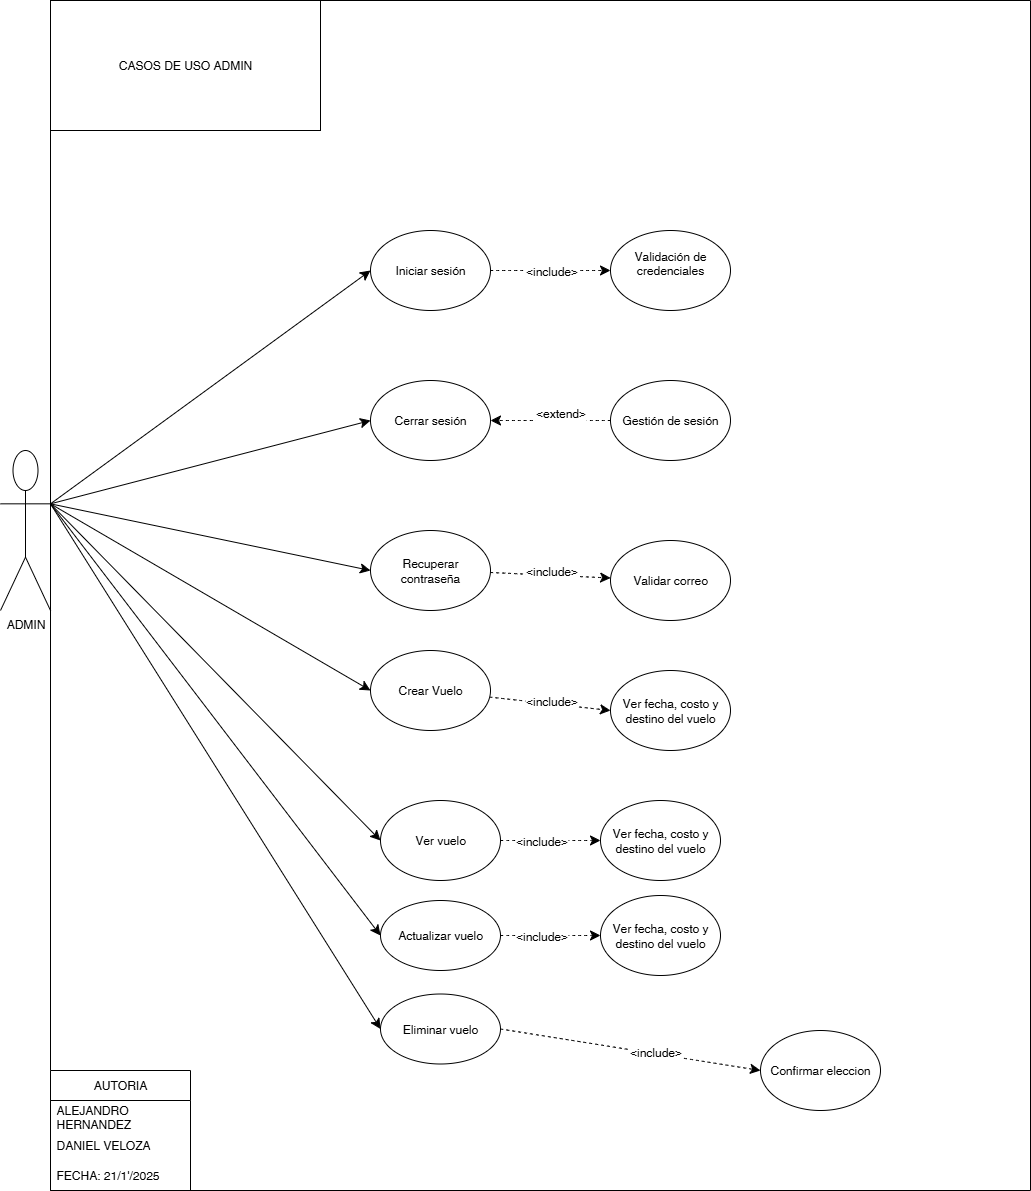 CASOS DE USO ADMIN
Iniciar sesión
<include>
Validación de
credenciales
Cerrar sesión
<extend>
Gestión de sesión
Recuperar
contraseña
<include>
Validar correo
ADMIN
Crear Vuelo
<include>
Ver fecha, costo y
destino del vuelo
Ver vuelo
<include>
Ver fecha, costo y
destino del vuelo
Actualizar vuelo
<include>
Ver fecha, costo y
destino del vuelo
Eliminar vuelo
<include>
Confirmar eleccion
AUTORIA
ALEJANDRO
HERNANDEZ
DANIEL VELOZA
FECHA: 21/1'/2025